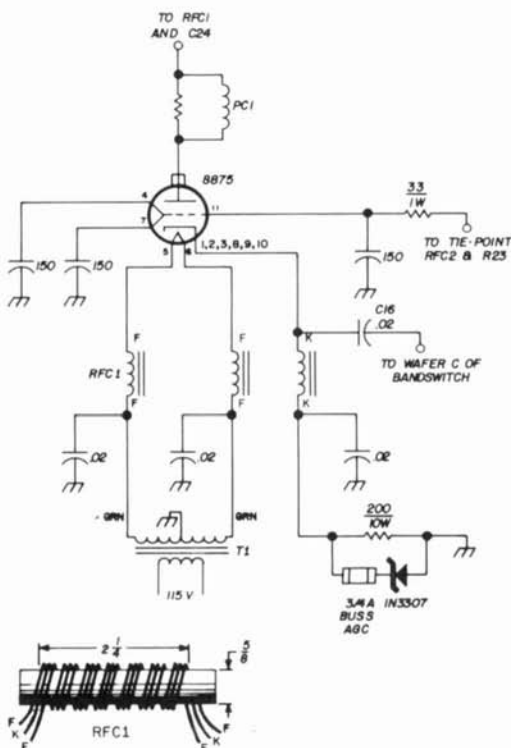 TO RFC1
AND C24
PC1
8875
4
7
11
5
6
1,2,3,8,9,10
33
1W
150
150
150
TO TIE-POINT
RFC2 & R23
C16
.02
TO WAFER C OF
BANDSWITCH
F
F
K
RFC1
F
F
K
.02
.02
.02
GRN
GRN
T1
115 V
200
10W
3/4A
BUSS
AGC
1N3307
2 1/4
5/8
F
K
F
F
K
F
RFC1